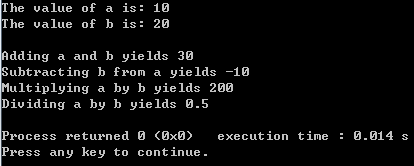 The value of a is: 10
The value of b is: 20
Adding a and b yields 30
Subtracting b from a yields -10
Multiplying a by b yields 200
Dividing a by b yields 0.5
Process returned 0 (0x0)   execution time : 0.014 s
Press any key to continue.